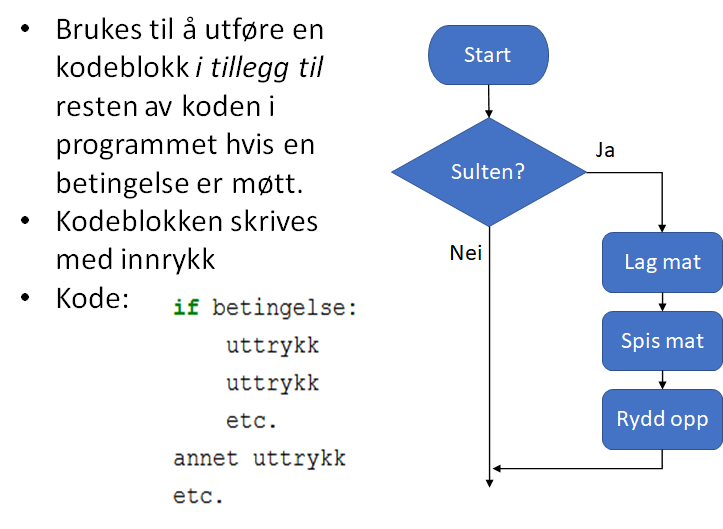 • Brukes til å utføre en
kodeblokk i tillegg til
resten av koden i
programmet hvis en
betingelse er møtt.
• Kodeblokken skrives
med innrykk
• Kode:
if betingelse:
    uttrykk
    uttrykk
    etc.
annet uttrykk
etc.
Start
Sulten?
Ja
Nei
Lag mat
Spis mat
Rydd opp